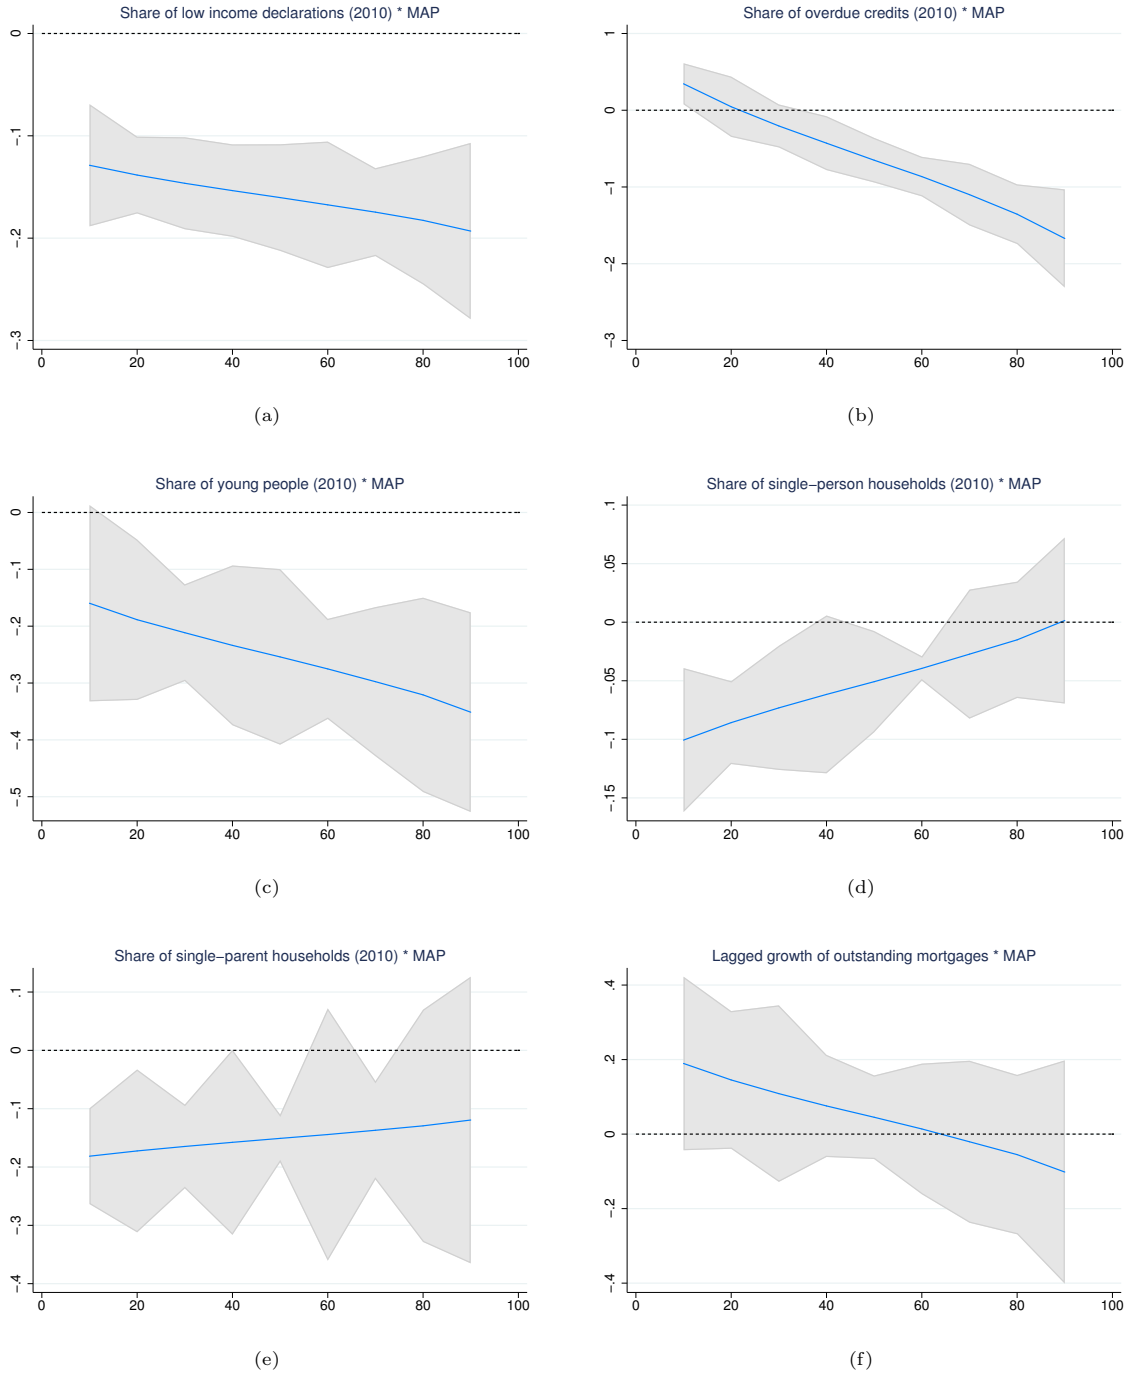 Share of low income declarations (2010) * MAP
0
−.1
−.2
−.3
0 20 40 60 80 100
(a)
Share of overdue credits (2010) * MAP
1
0
−1
−2
−3
0 20 40 60 80 100
(b)
Share of young people (2010) * MAP
0
−.1
−.2
−.3
−.4
−.5
0 20 40 60 80 100
(c)
Share of single−person households (2010) * MAP
.1
.05
0
−.05
−.1
−.15
0 20 40 60 80 100
(d)
Share of single−parent households (2010) * MAP
.1
0
−.1
−.2
−.3
−.4
0 20 40 60 80 100
(e)
Lagged growth of outstanding mortgages * MAP
.4
.2
0
−.2
−.4
0 20 40 60 80 100
(f)